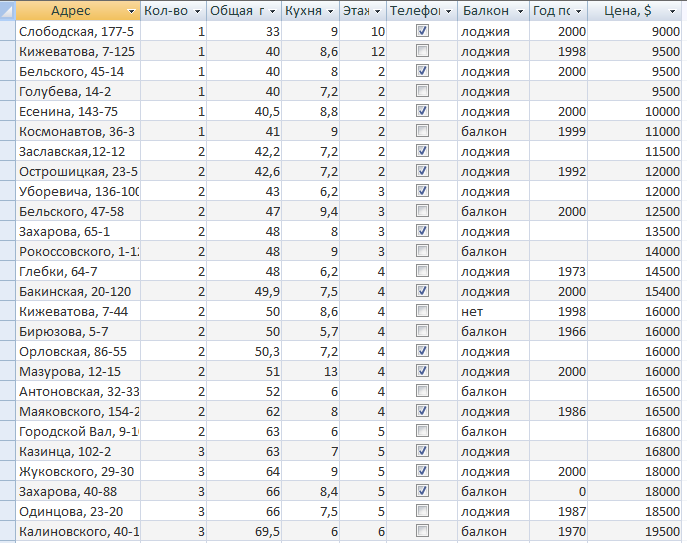 Адрес Кол-во Общая г Кухня Этая Телефо Балкон Год по Цена, $
Слободская, 177-5 1 33 9 10 лоджия 2000 9000
Кижеватова, 7-125 1 40 8,6 12 лоджия 1998 9500
Бельского, 45-14 1 40 8 2 лоджия 2000 9500
Голубева, 14-2 1 40 7,2 2 лоджия 9500
Есенина, 143-75 1 40,5 8,8 2 лоджия 2000 10000
Космонавтов, 36-3 1 41 9 2 балкон 1999 11000
Заславская,12-12 2 42,2 7,2 2 лоджия 11500
Острошицкая, 23-5 2 42,6 7,2 2 лоджия 1992 12000
Уборевича, 136-100 2 43 6,2 3 лоджия 12000
Бельского, 47-58 2 47 9,4 3 балкон 2000 12500
Захарова, 65-1 2 48 8 3 лоджия 13500
Рокоссовского, 1-12 2 48 9 3 балкон 14000
Глебки, 64-7 2 48 6,2 4 лоджия 1973 14500
Бакинская, 20-120 2 49,9 7,5 4 лоджия 2000 15400
Кижеватова, 7-44 2 50 8,6 4 нет 1998 16000
Бирюзова, 5-7 2 50 5,7 4 балкон 1966 16000
Орловская, 86-55 2 50,3 7,2 4 лоджия 16000
Мазурова, 12-15 2 51 13 4 лоджия 2000 16000
Антоновская, 32-33 2 52 6 4 балкон 16500
Маяковского, 154-2 2 62 8 4 лоджия 1986 16500
Городской Вал, 9-10 2 63 6 5 балкон 16800
Казинца, 102-2 3 63 7 5 лоджия 16800
Жуковского, 29-30 3 64 9 5 лоджия 2000 18000
Захарова, 40-88 3 66 8,4 5 балкон 0 18000
Одинцова, 23-20 3 66 7,5 5 лоджия 1987 18500
Калиновского, 40-1 3 69,5 6 6 балкон 1970 19500